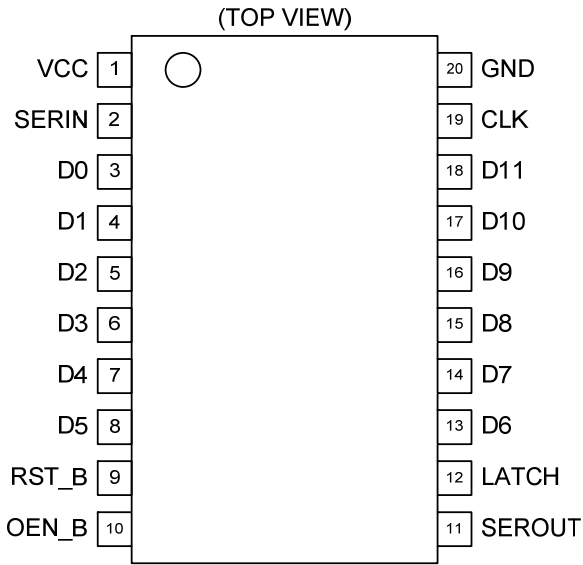 (TOP VIEW)
VCC 1 20 GND
SERIN 2 19 CLK
D0 3 18 D11
D1 4 17 D10
D2 5 16 D9
D3 6 15 D8
D4 7 14 D7
D5 8 13 D6
RST_B 9 12 LATCH
OEN_B 10 11 SEROUT